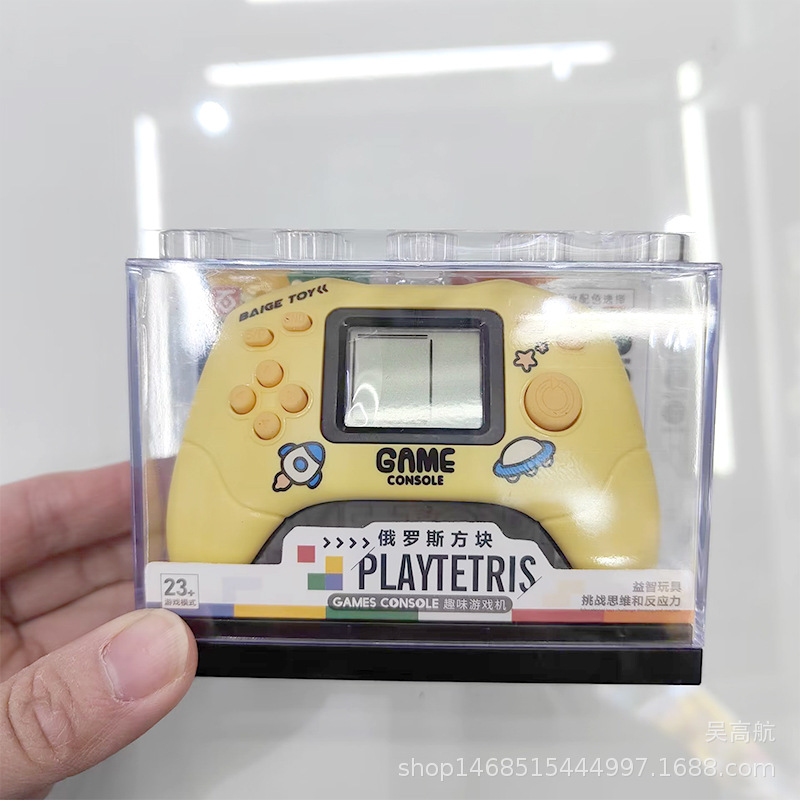 BAIGE TOY
GAME
CONSOLE
俄罗斯方块
PLAYTETRIS
GAMES CONSOLE 趣味游戏机
23+
游戏模式
益智玩具
挑战思维和反应力
吴高航
shop1468515444997.1688.com